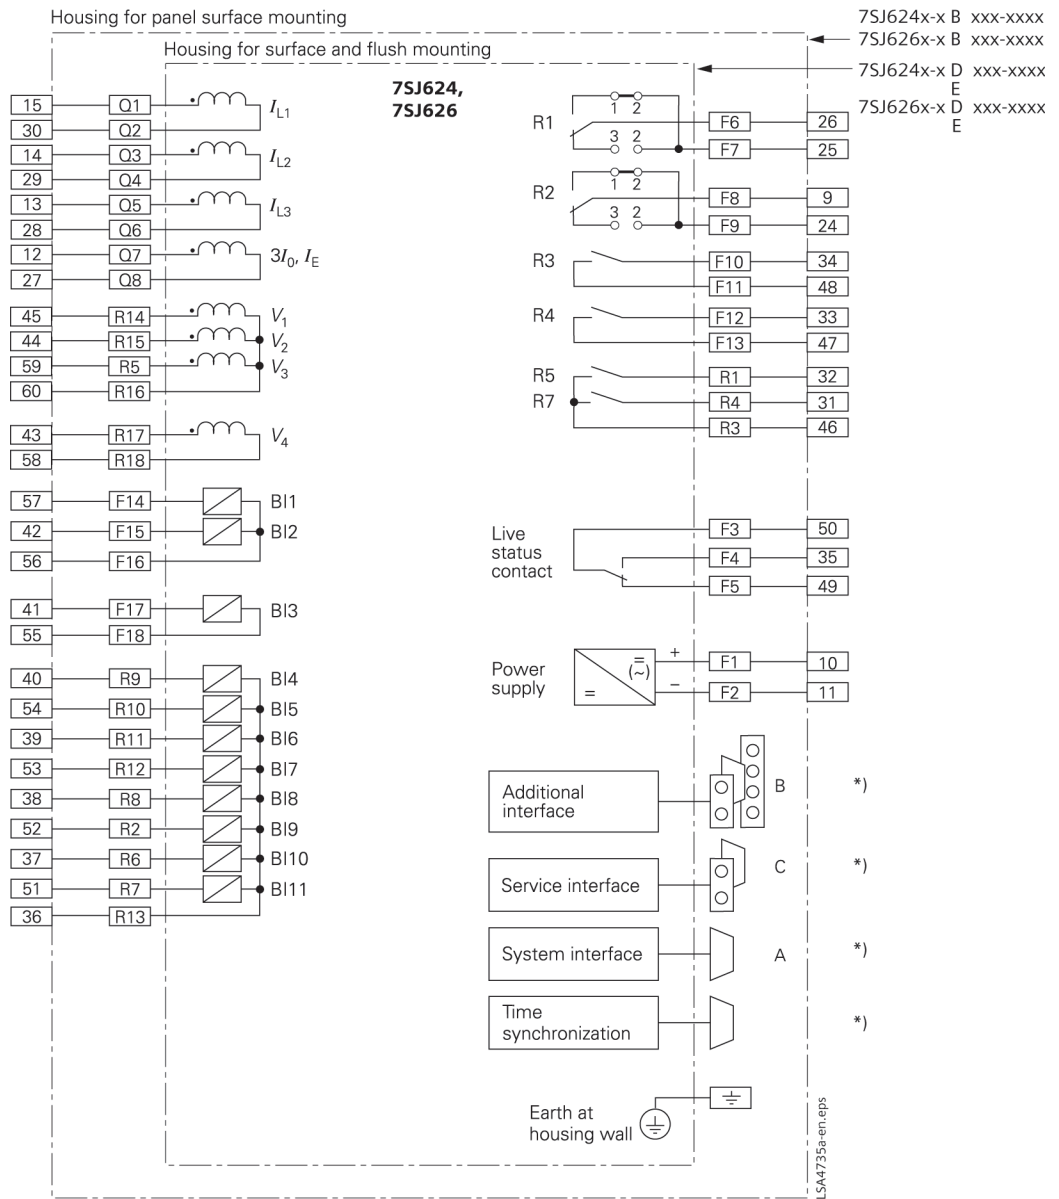 Housing for panel surface mounting
7SJ624x-x B xxx-xxxx
7SJ626x-x B xxx-xxxx
Housing for surface and flush mounting
7SJ624x-x D xxx-xxxx
E
7SJ626x-x D xxx-xxxx
E
7SJ624,
7SJ626
15 Q1 IL1
30 Q2
14 Q3 IL2
29 Q4
13 Q5 IL3
28 Q6
12 Q7 3I0, IE
27 Q8
45 R14 V1
44 R15 V2
59 R5 V3
60 R16
43 R17 V4
58 R18
57 F14 BI1
42 F15 BI2
56 F16
41 F17 BI3
55 F18
40 R9 BI4
54 R10 BI5
39 R11 BI6
53 R12 BI7
38 R8 BI8
52 R2 BI9
37 R6 BI10
51 R7 BI11
36 R13
1 2
R1 F6 26
3 2 F7 25
1 2
R2 F8 9
3 2 F9 24
R3 F10 34
F11 48
R4 F12 33
F13 47
R5 R1 32
R7 R4 31
R3 46
Live
status
contact
F3 50
F4 35
F5 49
Power
supply
= (~) =
+ F1 10
− F2 11
Additional
interface
B *)
Service interface C *)
System interface A *)
Time
synchronization
*)
Earth at
housing wall
LSA4735a-en.eps